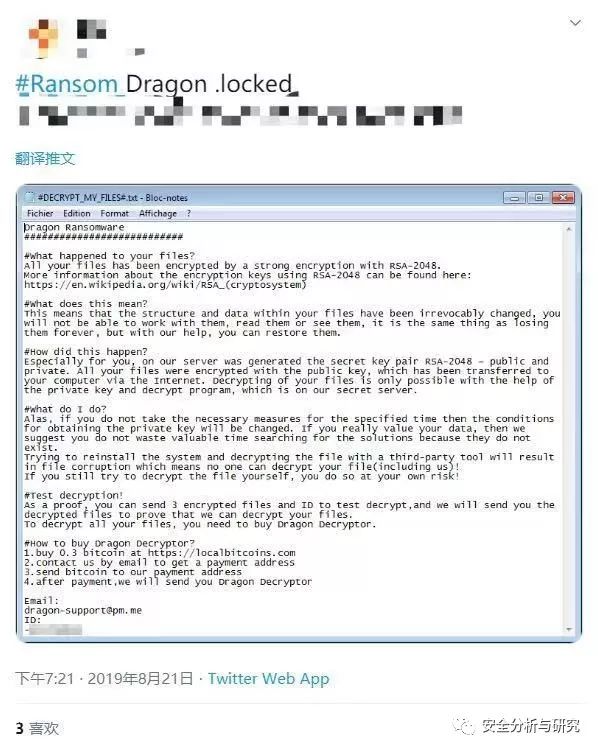 #Ransom Dragon .locked
翻译推文
#DECRYPT_MY_FILES#.txt - Bloc-notes
Fichier Edition Format Affichage ?
Dragon Ransomware
###########################
#What happened to your files?
All your files has been encrypted by a strong encryption with RSA-2048.
More information about the encryption keys using RSA-2048 can be found here:
https://en.wikipedia.org/wiki/RSA_(cryptosystem)
#What does this mean?
This means that the structure and data within your files have been irrevocably changed, you
will not be able to work with them, read them or see them, it is the same thing as losing
them forever, but with our help, you can restore them.
#How did this happen?
Especially for you, on our server was generated the secret key pair RSA-2048 - public and
private. All your files were encrypted with the public key, which has been transferred to
your computer via the Internet. Decrypting of your files is only possible with the help of
the private key and decrypt program, which is on our secret server.
#What do I do?
Alas, if you do not take the necessary measures for the specified time then the conditions
for obtaining the private key will be changed. If you really value your data, then we
suggest you do not waste valuable time searching for the solutions because they do not
exist.
Trying to reinstall the system and decrypting the file with a third-party tool will result
in file corruption which means no one can decrypt your file(including us)!
If you still try to decrypt the file yourself, you do so at your own risk!
#Test decryption!
As a proof, you can send 3 encrypted files and ID to test decrypt,and we will send you the
decrypted files to prove that we can decrypt your files.
To decrypt all your files, you need to buy Dragon Decryptor.
#How to buy Dragon Decryptor?
1.buy 0.3 bitcoin at https://localbitcoins.com
2.contact us by email to get a payment address
3.send bitcoin to our payment address
4.after payment,we will send you Dragon Decryptor
Email:
dragon-support@pm.me
ID:
下午7:21 · 2019年8月21日 · Twitter Web App
3 喜欢
安全分析与研究